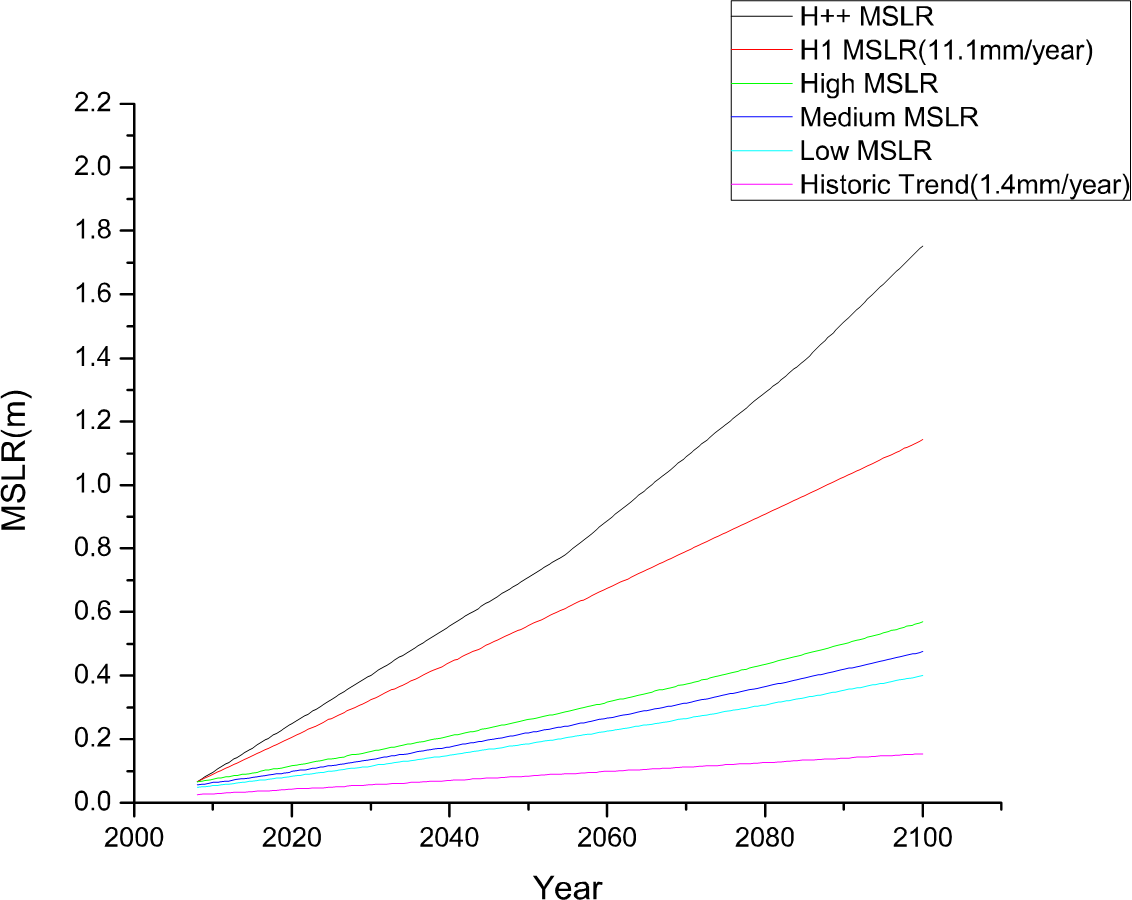 H++ MSLR
H1 MSLR(11.1mm/year)
High MSLR
Medium MSLR
Low MSLR
Historic Trend(1.4mm/year)
2.2
2.0
1.8
1.6
1.4
1.2
1.0
0.8
0.6
0.4
0.2
0.0
MSLR(m)
2000 2020 2040 2060 2080 2100
Year